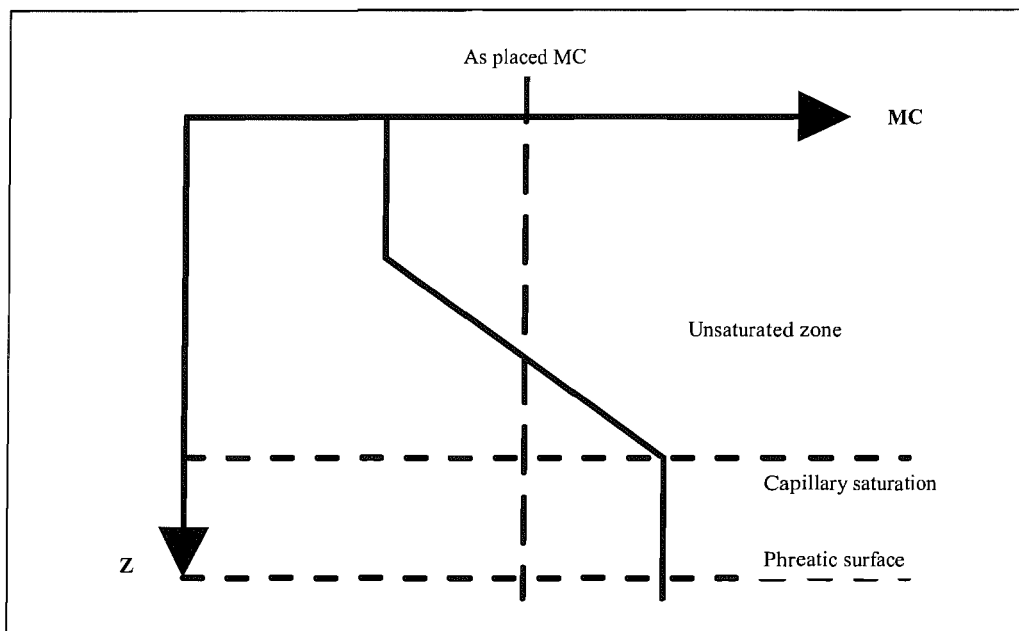 As placed MC
MC
Unsaturated zone
Capillary saturation
Phreatic surface
Z